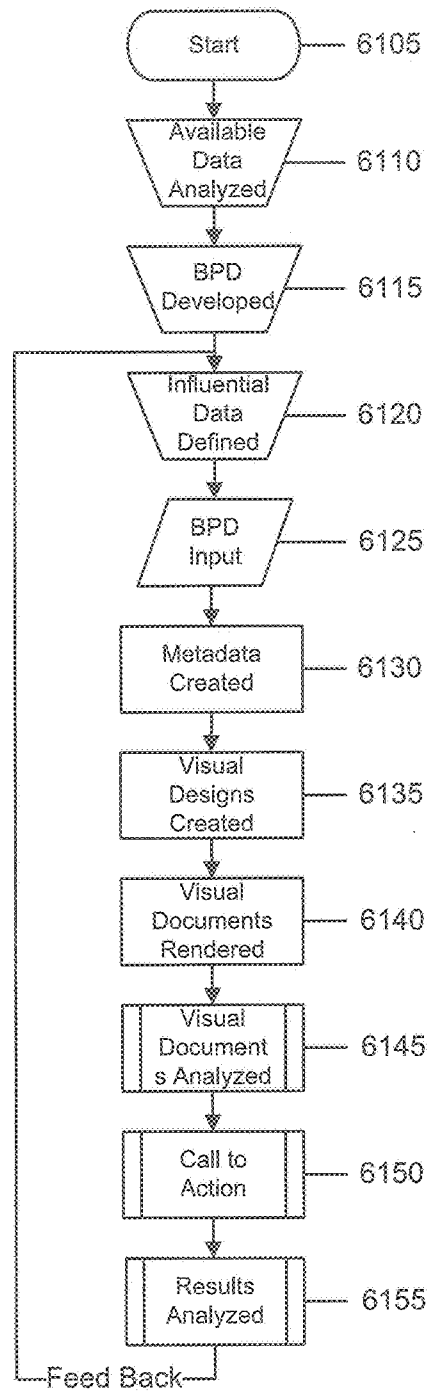 Start
6105
Available
Data
Analyzed
6110
BPD
Developed
6115
Influential
Data
Defined
6120
BPD
Input
6125
Metadata
Created
6130
Visual
Designs
Created
6135
Visual
Documents
Rendered
6140
Visual
Document
s Analyzed
6145
Call to
Action
6150
Results
Analyzed
6155
Feed Back